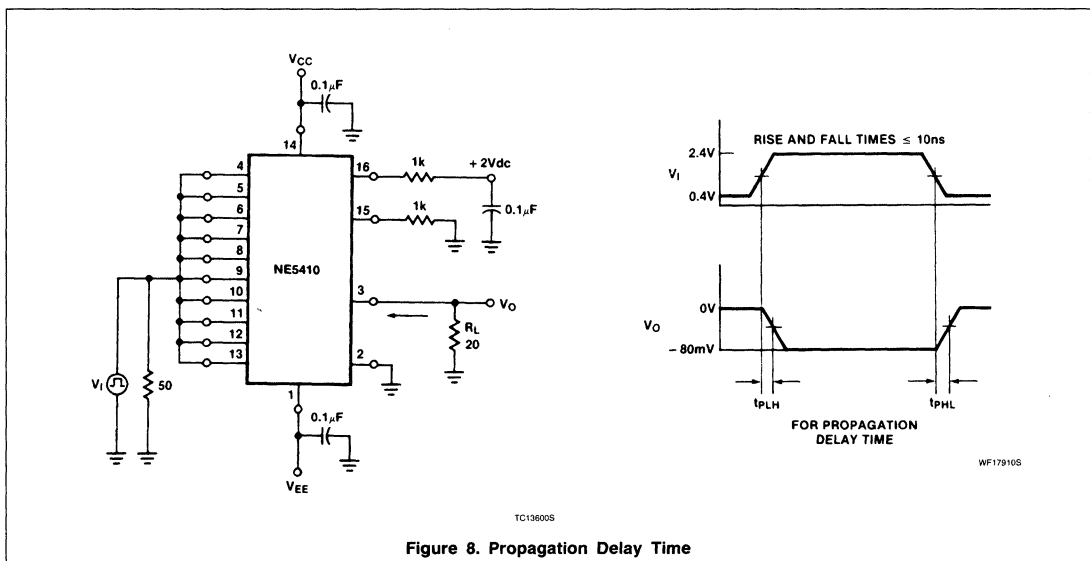 VCC
0.1μF
14
4
5
6
7
8
9
10
11
12
13
NE5410
16
1k
+ 2Vdc
0.1μF
15
1k
3
VO
RL
20
2
VI
50
1
0.1μF
VEE
TC13600S
RISE AND FALL TIMES ≤ 10ns
2.4V
VI
0.4V
0V
VO
– 80mV
tPLH
tPHL
FOR PROPAGATION
DELAY TIME
WF17910S
Figure 8. Propagation Delay Time